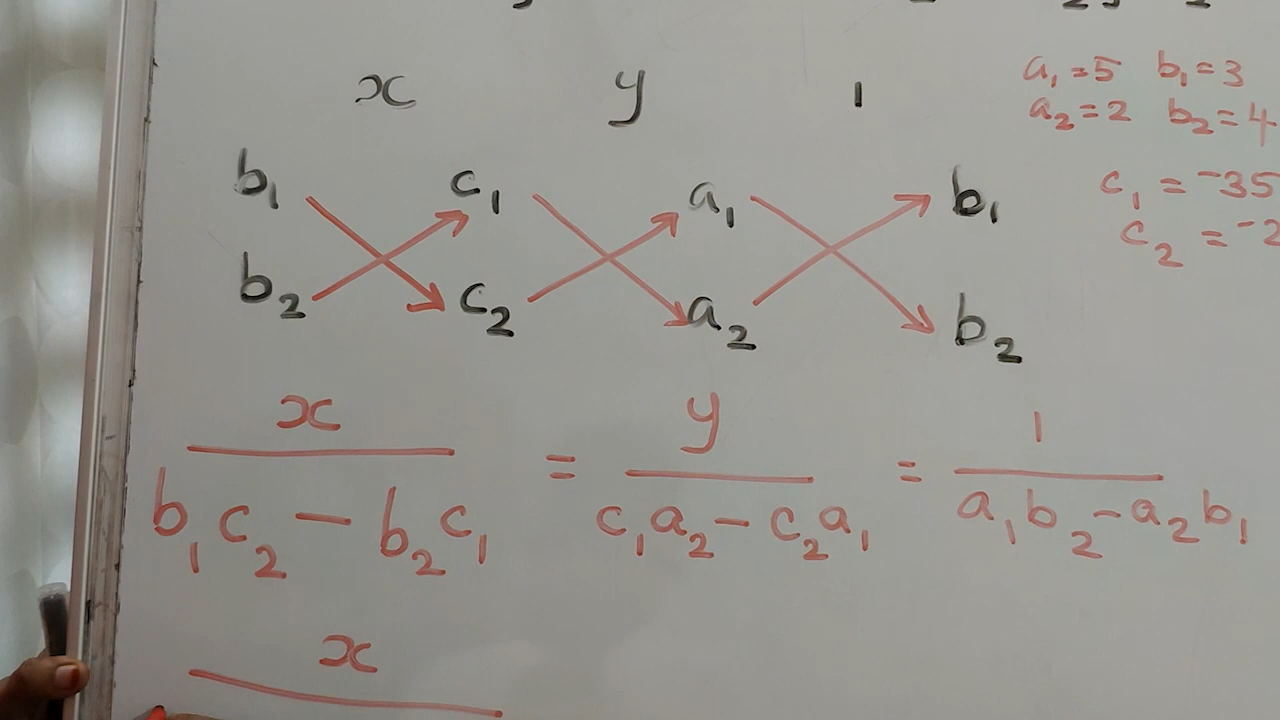 x y 1
a₁ = 5 b₁ = 3
a₂ = 2 b₂ = 4
c₁ = -35
b₁ c₁ a₁ b₁
b₂ c₂ a₂ b₂
x/(b₁c₂ - b₂c₁) = y/(c₁a₂ - c₂a₁) = 1/(a₁b₂ - a₂b₁)
x